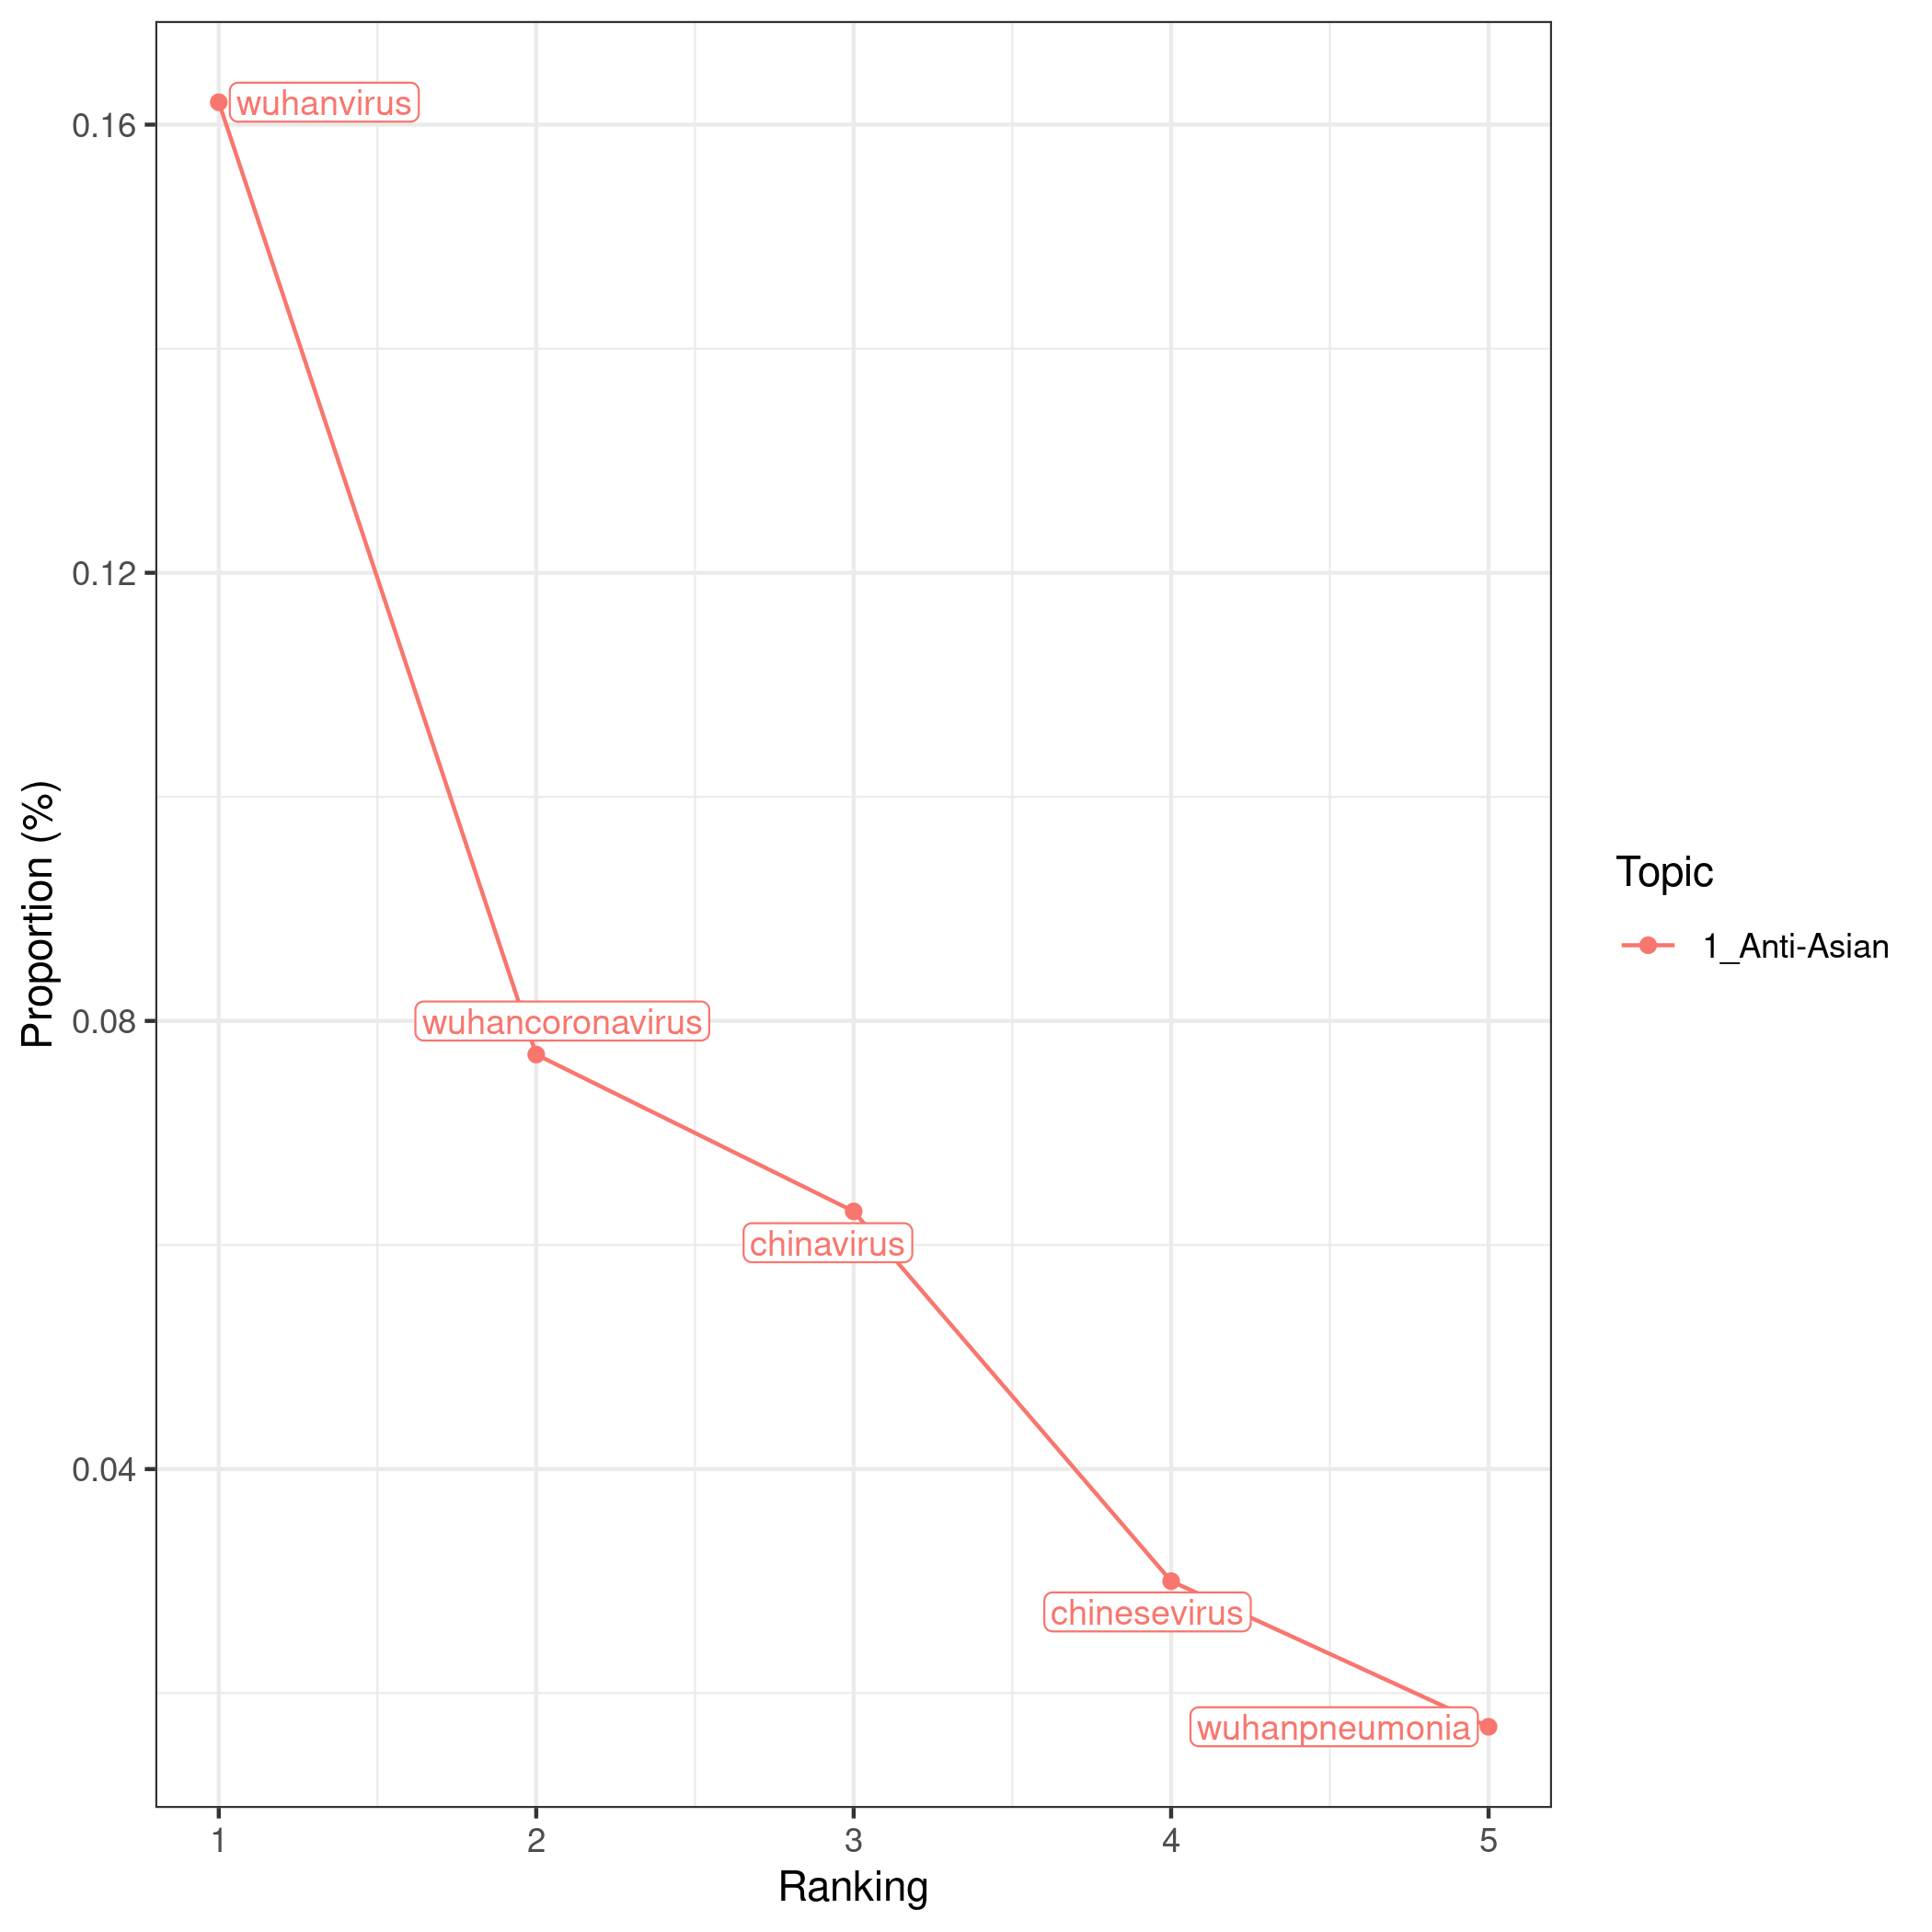 wuhanvirus
0.16
0.12
wuhancoronavirus
0.08
chinavirus
0.04
chinesevirus
wuhanpneumonia
1 2 3 4 5
Ranking
Proportion (%)
Topic
1_Anti-Asian